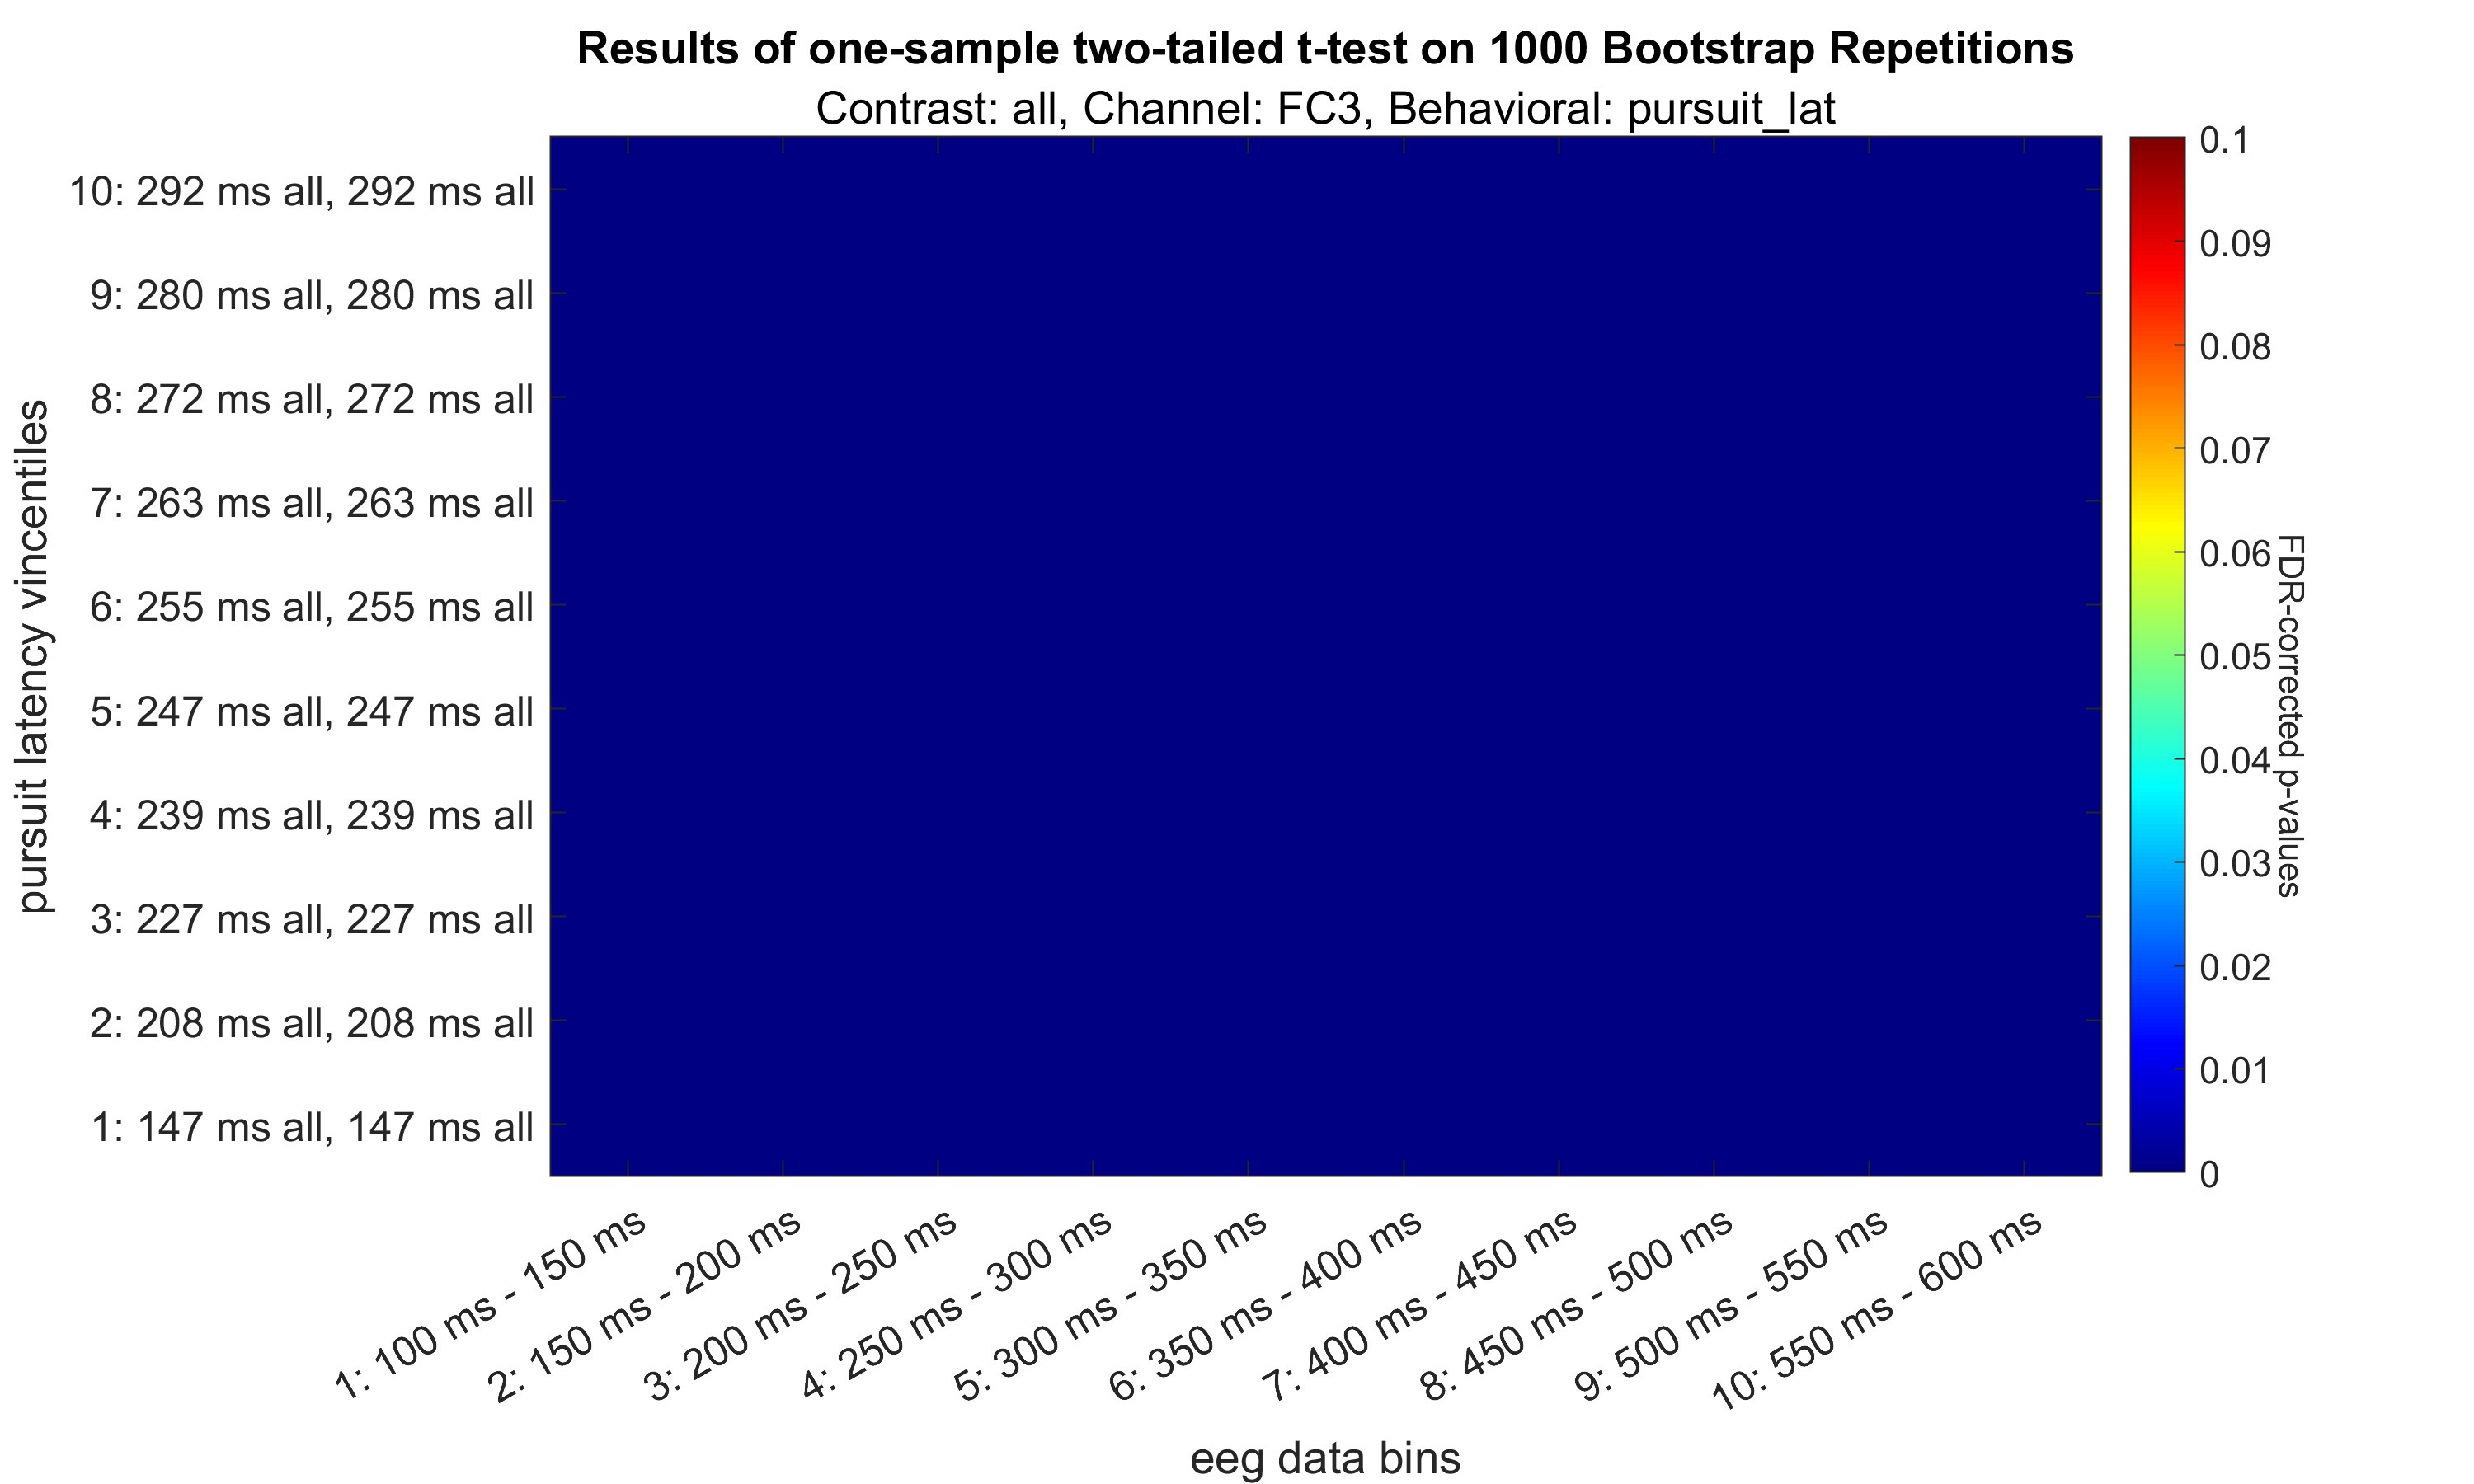 Results of one-sample two-tailed t-test on 1000 Bootstrap Repetitions
Contrast: all, Channel: FC3, Behavioral: pursuit_lat
pursuit latency vincentiles
10: 292 ms all, 292 ms all
9: 280 ms all, 280 ms all
8: 272 ms all, 272 ms all
7: 263 ms all, 263 ms all
6: 255 ms all, 255 ms all
5: 247 ms all, 247 ms all
4: 239 ms all, 239 ms all
3: 227 ms all, 227 ms all
2: 208 ms all, 208 ms all
1: 147 ms all, 147 ms all
1: 100 ms - 150 ms
2: 150 ms - 200 ms
3: 200 ms - 250 ms
4: 250 ms - 300 ms
5: 300 ms - 350 ms
6: 350 ms - 400 ms
7: 400 ms - 450 ms
8: 450 ms - 500 ms
9: 500 ms - 550 ms
10: 550 ms - 600 ms
eeg data bins
0.1
0.09
0.08
0.07
0.06
0.05
0.04
0.03
0.02
0.01
0
FDR-corrected p-values